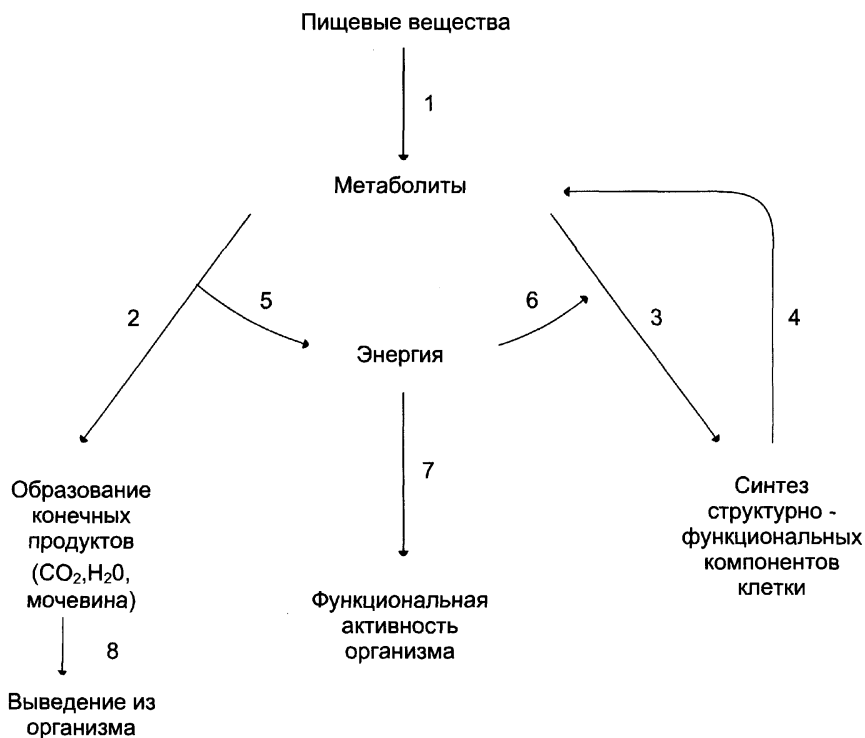 Пищевые вещества
1
Метаболиты
2
5
6
3
4
Энергия
7
Образование
конечных
продуктов
(CO₂,H₂0,
мочевина)
Синтез
структурно -
функциональных
компонентов
клетки
Функциональная
активность
организма
8
Выведение из
организма